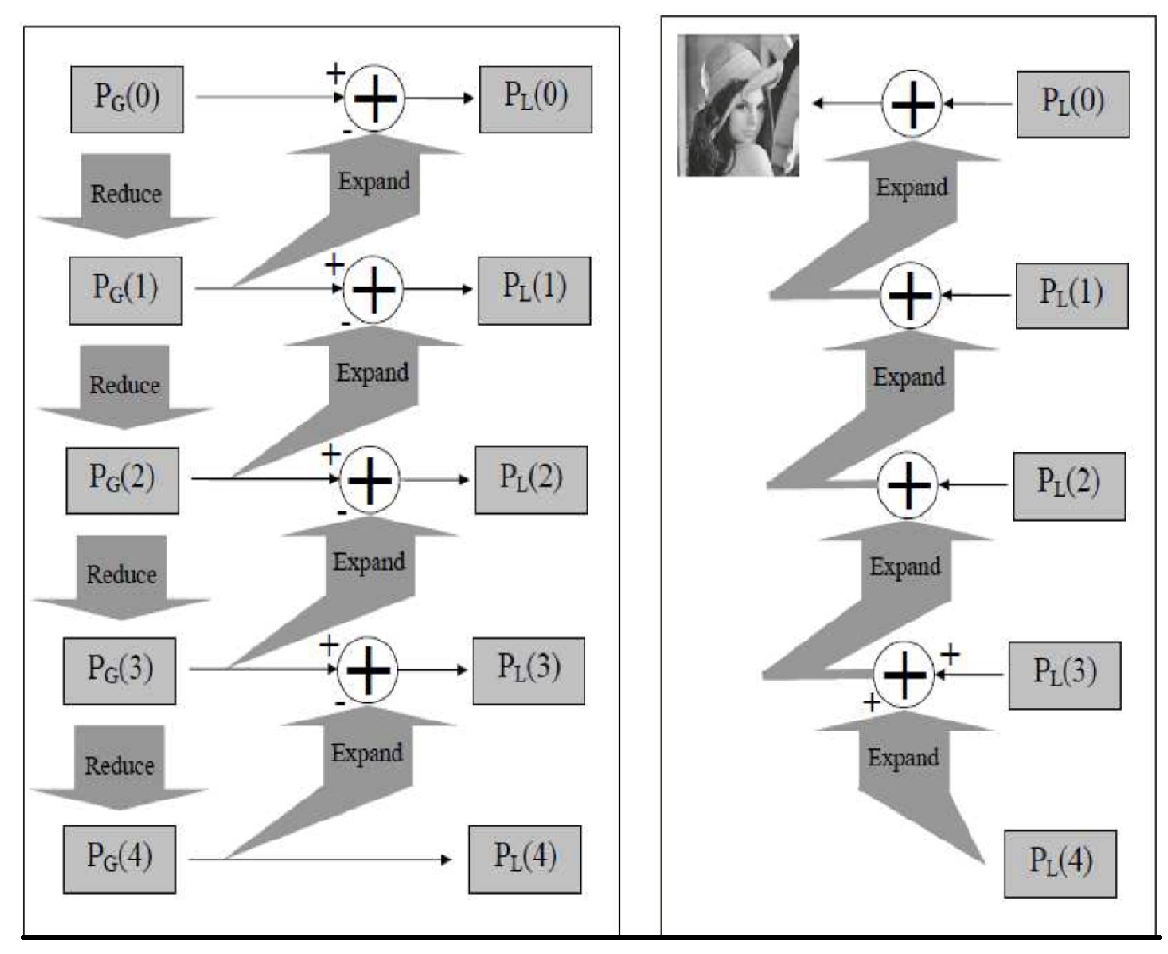 P_G(0) + - P_L(0)
Reduce Expand
P_G(1) + - P_L(1)
Reduce Expand
P_G(2) + - P_L(2)
Reduce Expand
P_G(3) + - P_L(3)
Reduce Expand
P_G(4) P_L(4)
P_L(0)
Expand
P_L(1)
Expand
P_L(2)
Expand
+ P_L(3)
+
Expand
P_L(4)